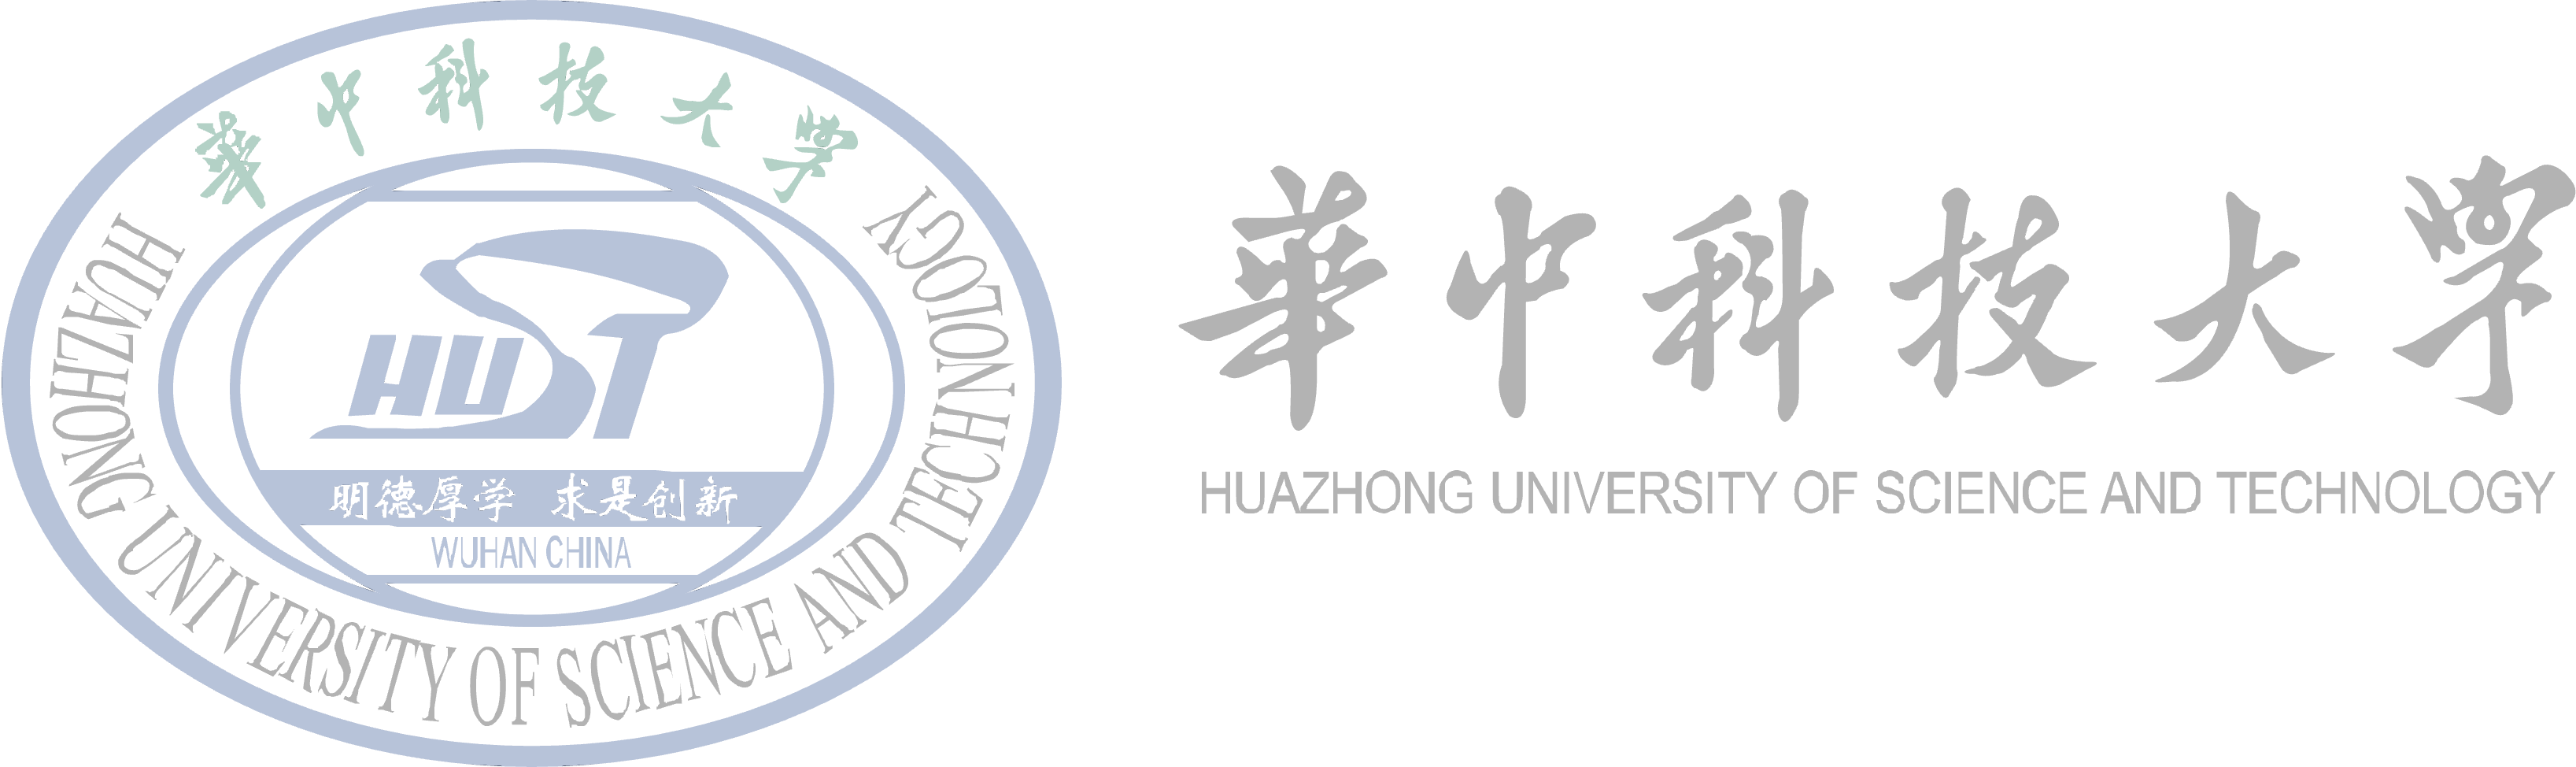 華中科技大學
HUAZHONG UNIVERSITY OF SCIENCE AND TECHNOLOGY
HUST
明德厚学 求是创新
WUHAN CHINA
華中科技大學
HUAZHONG UNIVERSITY OF SCIENCE AND TECHNOLOGY